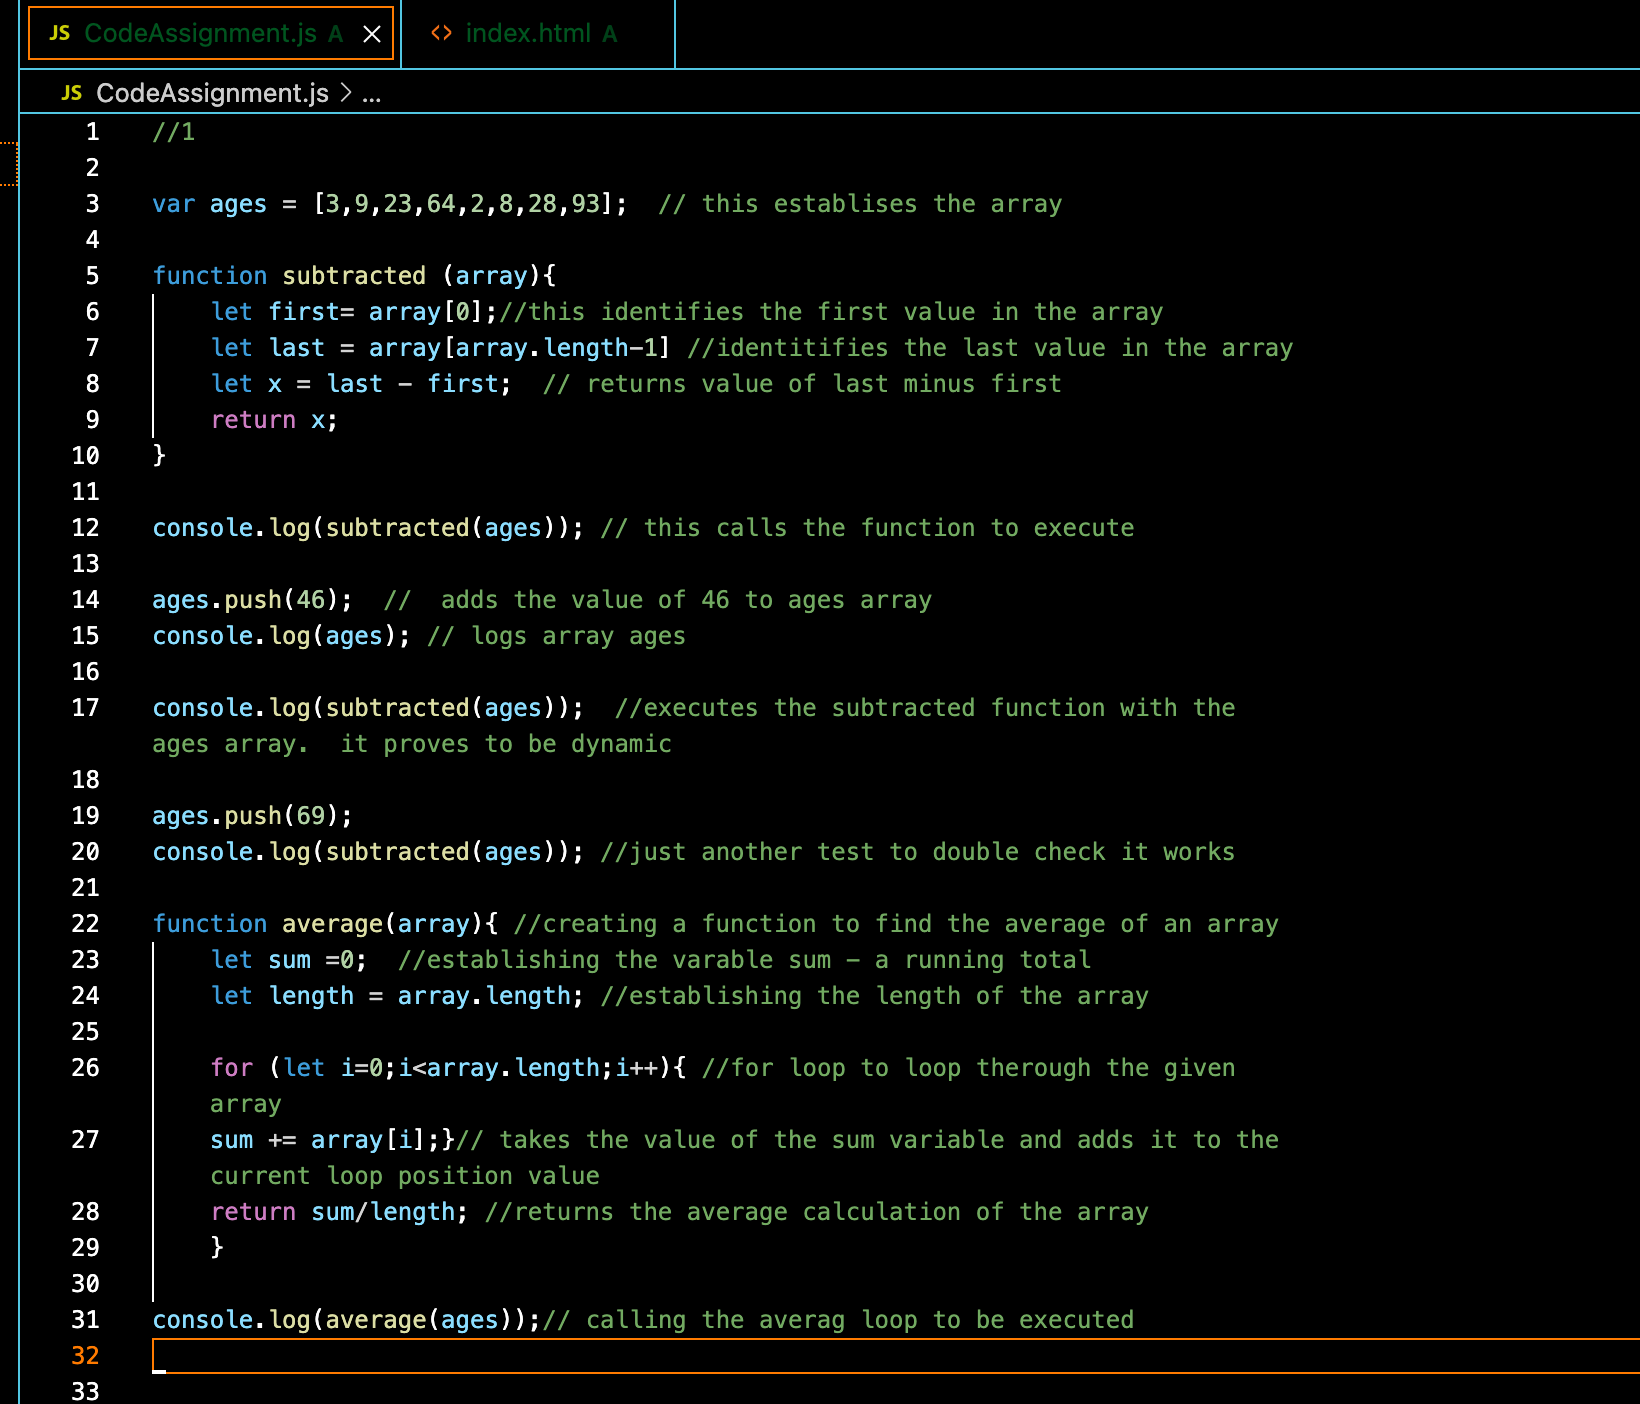 JS CodeAssignment.js A × <> index.html A
JS CodeAssignment.js > ...
1 //1
2
3 var ages = [3,9,23,64,2,8,28,93];  // this establises the array
4
5 function subtracted (array){
6     let first= array[0];//this identifies the first value in the array
7     let last = array[array.length-1] //identitifies the last value in the array
8     let x = last - first;  // returns value of last minus first
9     return x;
10 }
11
12 console.log(subtracted(ages)); // this calls the function to execute
13
14 ages.push(46);  //  adds the value of 46 to ages array
15 console.log(ages); // logs array ages
16
17 console.log(subtracted(ages));  //executes the subtracted function with the
ages array.  it proves to be dynamic
18
19 ages.push(69);
20 console.log(subtracted(ages)); //just another test to double check it works
21
22 function average(array){ //creating a function to find the average of an array
23     let sum =0;  //establishing the varable sum - a running total
24     let length = array.length; //establishing the length of the array
25
26     for (let i=0;i<array.length;i++){ //for loop to loop therough the given
array
27     sum += array[i];}// takes the value of the sum variable and adds it to the
current loop position value
28     return sum/length; //returns the average calculation of the array
29     }
30
31 console.log(average(ages));// calling the averag loop to be executed
32
33